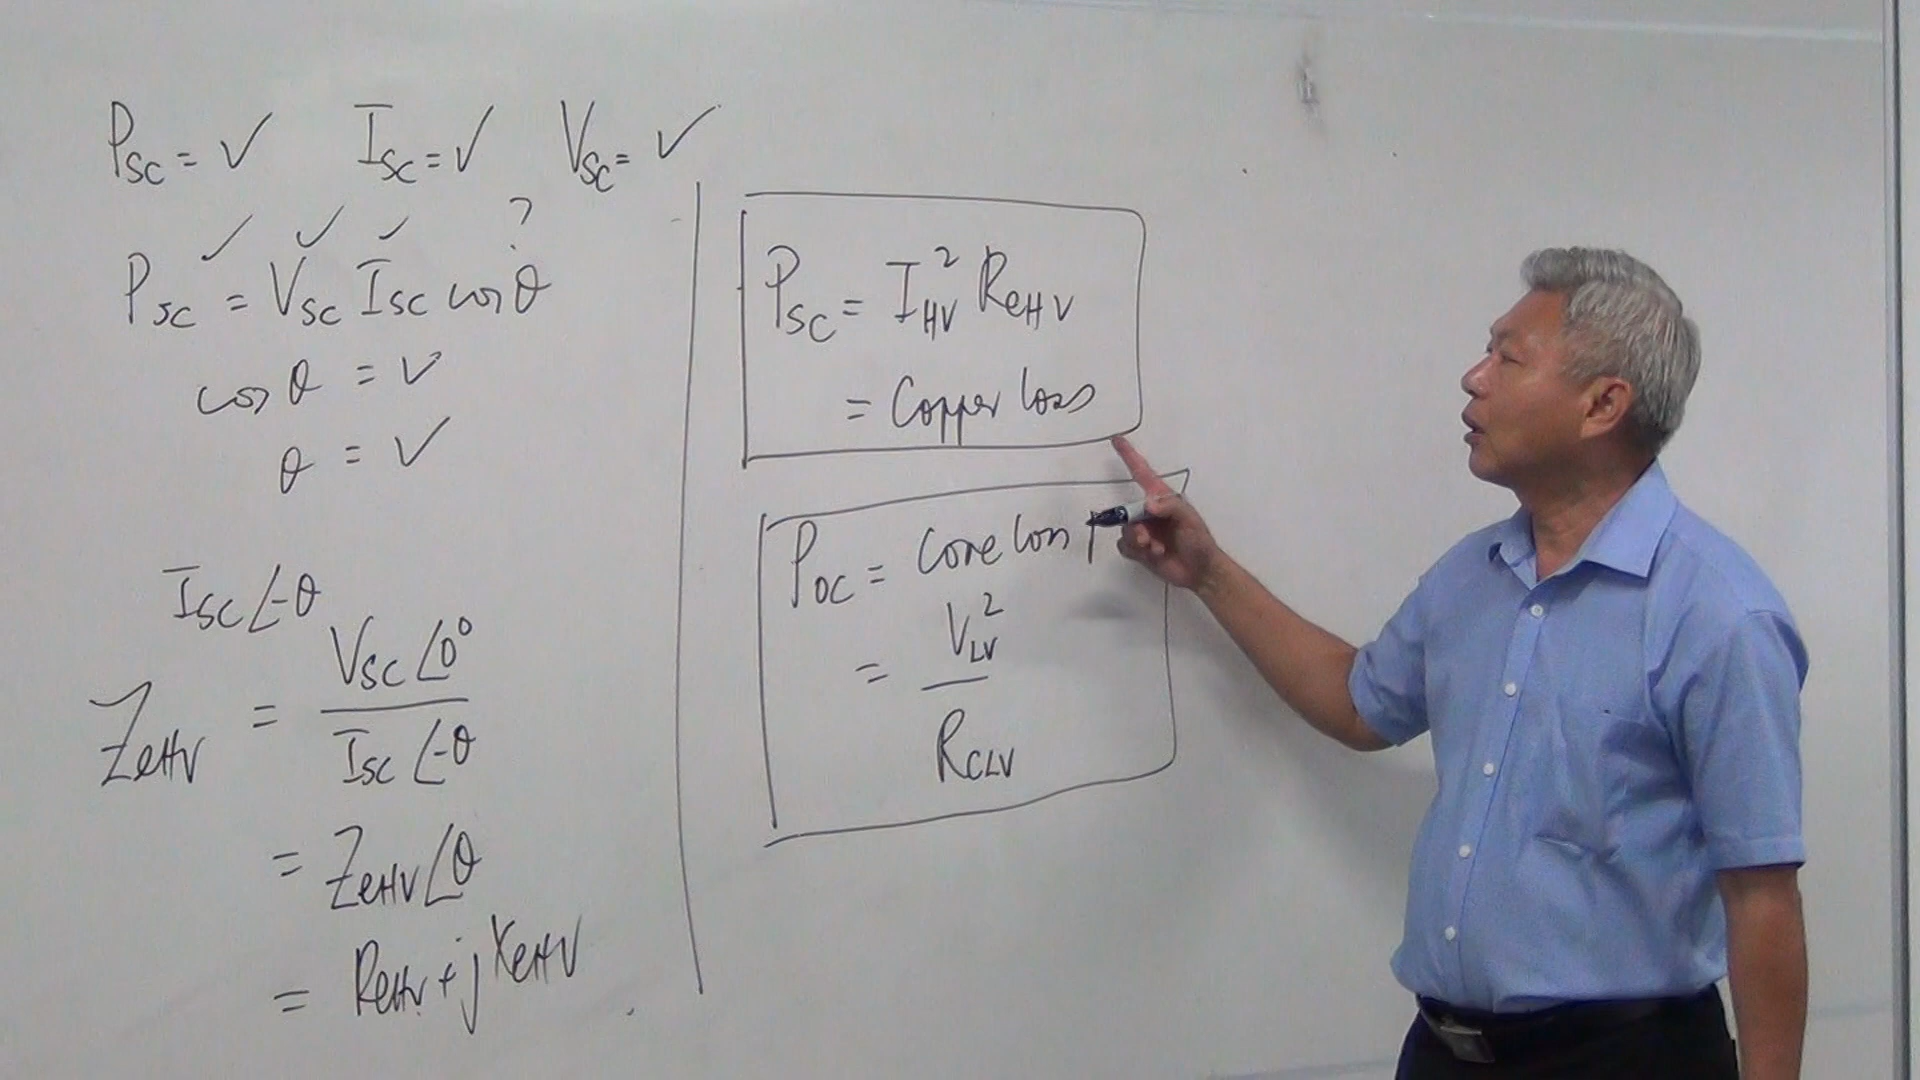 Psc = ✓ Isc = ✓ Vsc = ✓
✓ ✓ ✓ ?
Psc = Vsc Isc cos θ
cos θ = ✓
θ = ✓
Isc ∠-θ
ZeHV = Vsc ∠0° / Isc ∠-θ
= ZeHV ∠θ
= ReHV + j XeHV
Psc = I²HV ReHV
= Copper loss
Poc = Core loss
= V²LV / RCLV